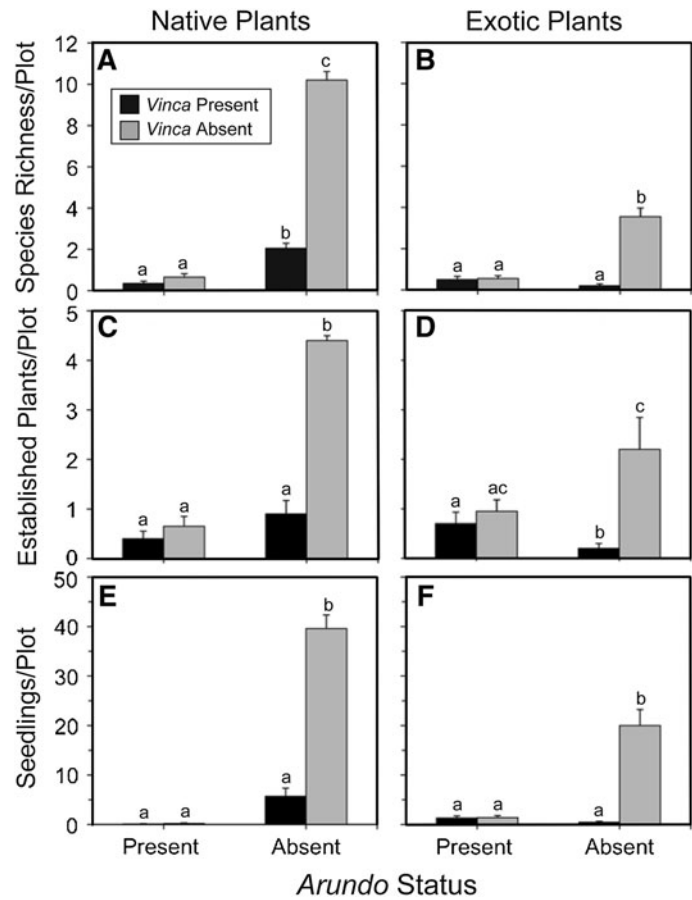 Native Plants
Exotic Plants
Species Richness/Plot
12
10
8
6
4
2
0
A
Vinca Present
Vinca Absent
a
a
b
c
B
a
a
a
b
Established Plants/Plot
5
4
3
2
1
0
C
a
a
a
b
D
a
ac
b
c
Seedlings/Plot
50
40
30
20
10
0
E
a
a
a
b
F
a
a
a
b
Present
Absent
Present
Absent
Arundo Status